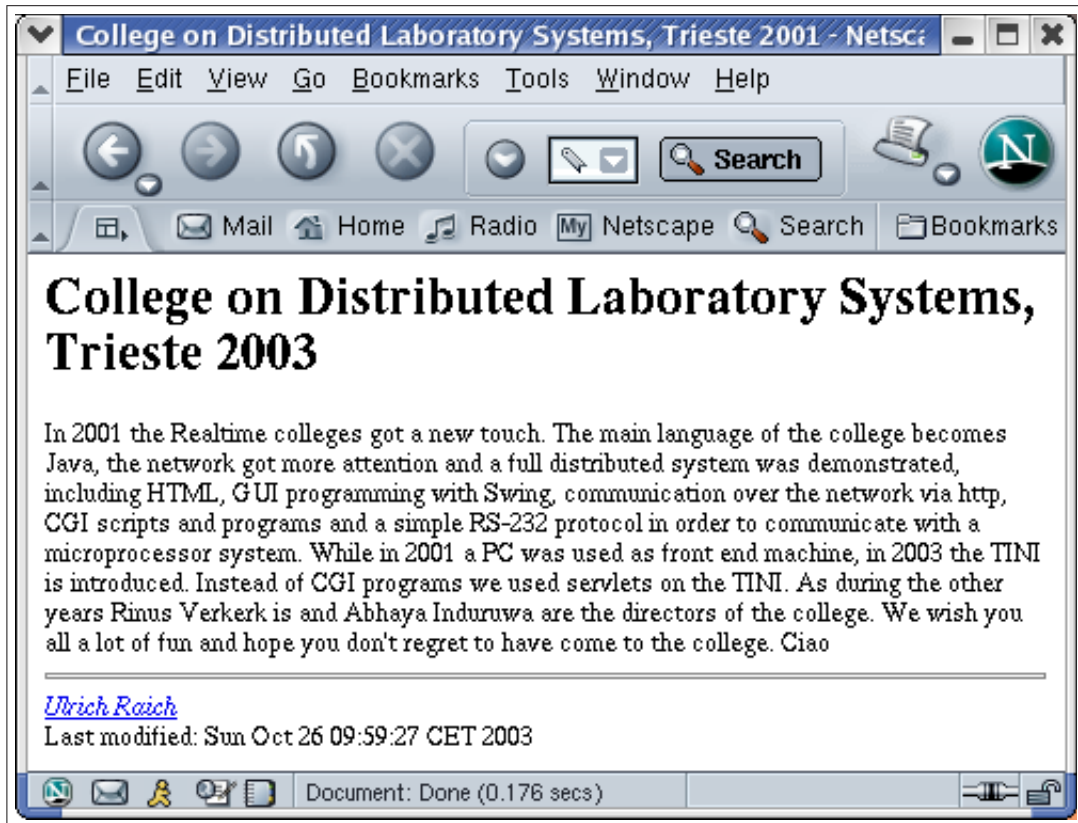 College on Distributed Laboratory Systems, Trieste 2001 - Netsca
File Edit View Go Bookmarks Tools Window Help
Search
N
Mail Home Radio My Netscape Search Bookmarks
College on Distributed Laboratory Systems,
Trieste 2003
In 2001 the Realtime colleges got a new touch. The main language of the college becomes
Java, the network got more attention and a full distributed system was demonstrated,
including HTML, GUI programming with Swing, communication over the network via http,
CGI scripts and programs and a simple RS-232 protocol in order to communicate with a
microprocessor system. While in 2001 a PC was used as front end machine, in 2003 the TINI
is introduced. Instead of CGI programs we used servlets on the TINI. As during the other
years Rinus Verkerk is and Abhaya Induruwa are the directors of the college. We wish you
all a lot of fun and hope you don't regret to have come to the college. Ciao
Ulrich Raich
Last modified: Sun Oct 26 09:59:27 CET 2003
N Document: Done (0.176 secs)